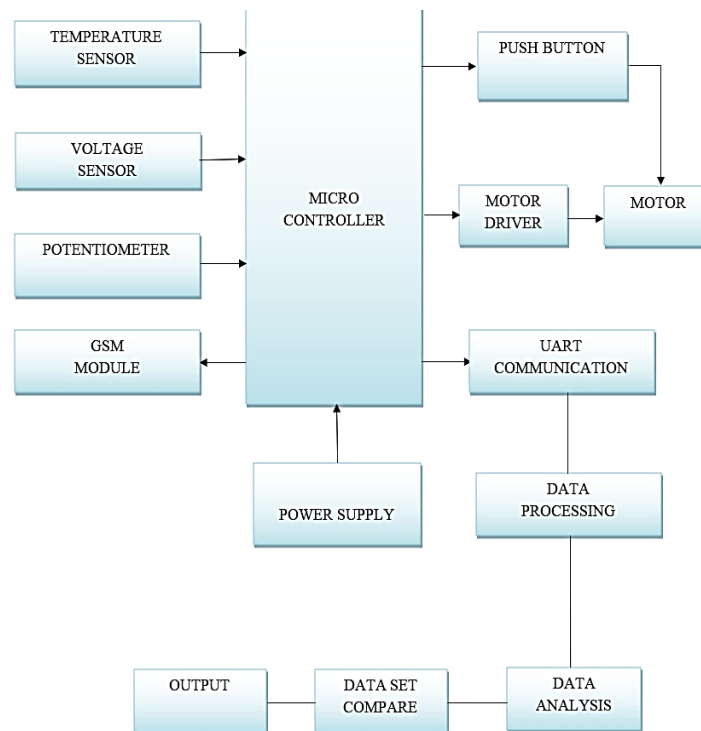 TEMPERATURE
SENSOR
VOLTAGE
SENSOR
POTENTIOMETER
GSM
MODULE
MICRO
CONTROLLER
PUSH BUTTON
MOTOR
DRIVER
MOTOR
UART
COMMUNICATION
POWER SUPPLY
DATA
PROCESSING
DATA
ANALYSIS
DATA SET
COMPARE
OUTPUT